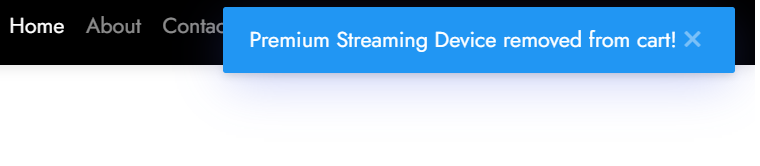 Home About Contac
Premium Streaming Device removed from cart! ×